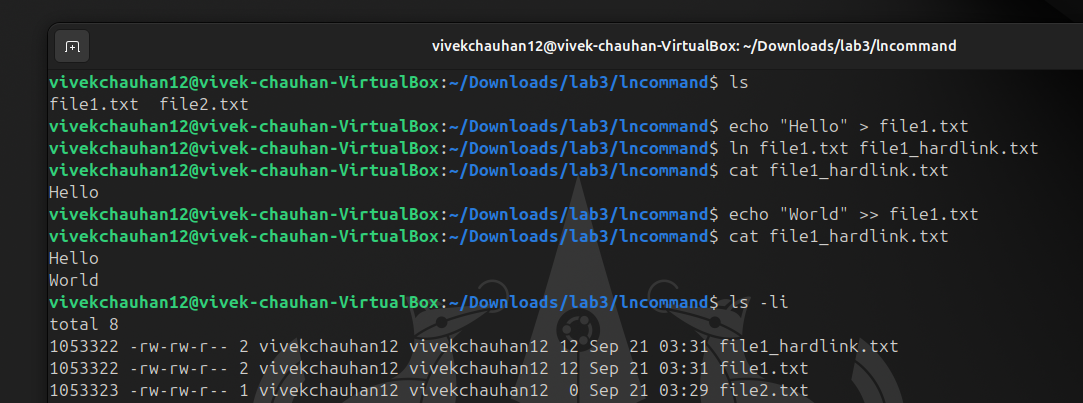 vivekchauhan12@vivek-chauhan-VirtualBox: ~/Downloads/lab3/lncommand
vivekchauhan12@vivek-chauhan-VirtualBox:~/Downloads/lab3/lncommand$ ls
file1.txt  file2.txt
vivekchauhan12@vivek-chauhan-VirtualBox:~/Downloads/lab3/lncommand$ echo "Hello" > file1.txt
vivekchauhan12@vivek-chauhan-VirtualBox:~/Downloads/lab3/lncommand$ ln file1.txt file1_hardlink.txt
vivekchauhan12@vivek-chauhan-VirtualBox:~/Downloads/lab3/lncommand$ cat file1_hardlink.txt
Hello
vivekchauhan12@vivek-chauhan-VirtualBox:~/Downloads/lab3/lncommand$ echo "World" >> file1.txt
vivekchauhan12@vivek-chauhan-VirtualBox:~/Downloads/lab3/lncommand$ cat file1_hardlink.txt
Hello
World
vivekchauhan12@vivek-chauhan-VirtualBox:~/Downloads/lab3/lncommand$ ls -li
total 8
1053322 -rw-rw-r-- 2 vivekchauhan12 vivekchauhan12 12 Sep 21 03:31 file1_hardlink.txt
1053322 -rw-rw-r-- 2 vivekchauhan12 vivekchauhan12 12 Sep 21 03:31 file1.txt
1053323 -rw-rw-r-- 1 vivekchauhan12 vivekchauhan12  0 Sep 21 03:29 file2.txt